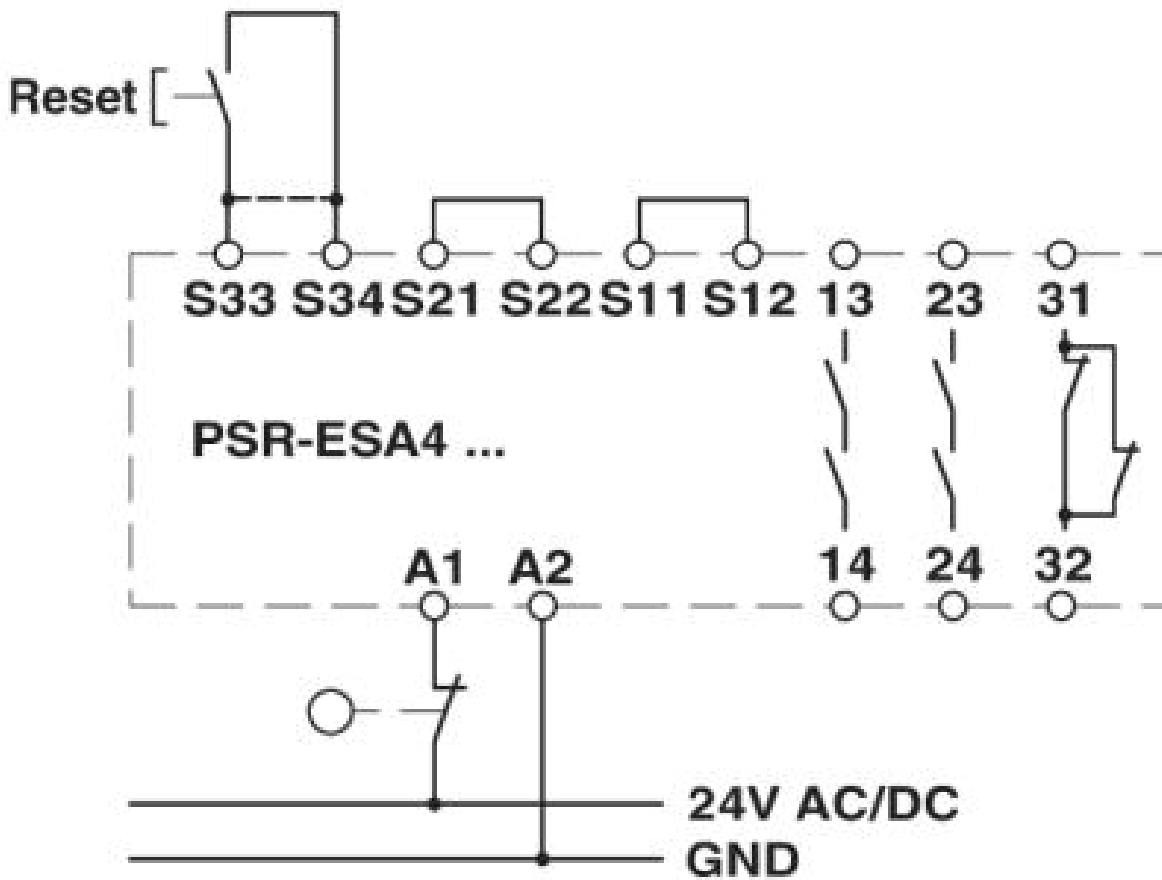 Reset
S33 S34 S21 S22 S11 S12 13 23 31
PSR-ESA4 ...
A1 A2 14 24 32
24V AC/DC
GND